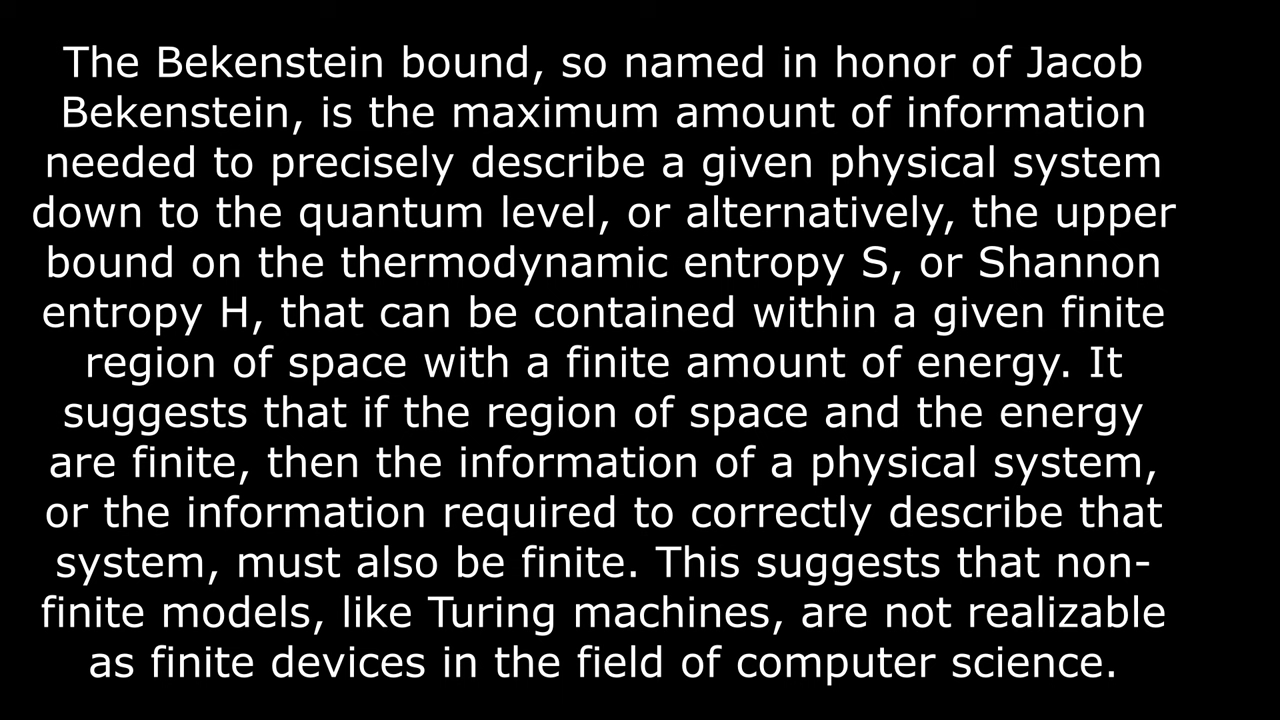 The Bekenstein bound, so named in honor of Jacob
Bekenstein, is the maximum amount of information
needed to precisely describe a given physical system
down to the quantum level, or alternatively, the upper
bound on the thermodynamic entropy S, or Shannon
entropy H, that can be contained within a given finite
region of space with a finite amount of energy. It
suggests that if the region of space and the energy
are finite, then the information of a physical system,
or the information required to correctly describe that
system, must also be finite. This suggests that non-
finite models, like Turing machines, are not realizable
as finite devices in the field of computer science.